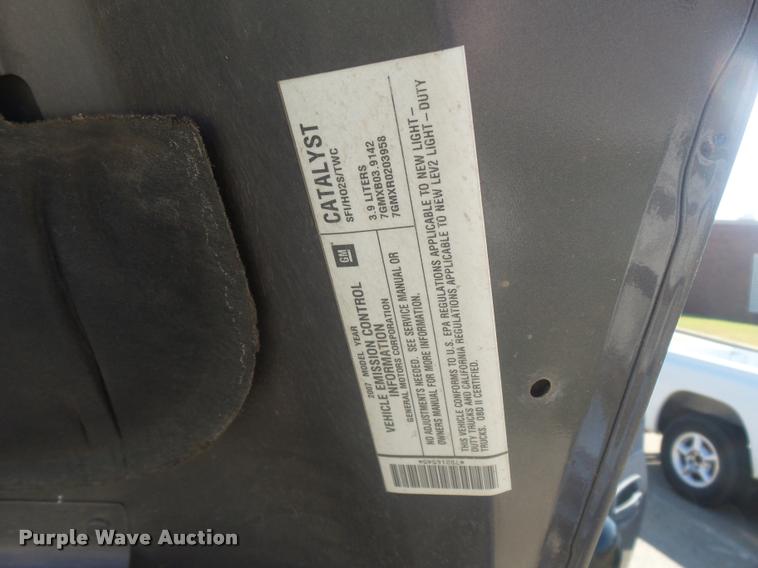 CATALYST
SFI/HO2S/TWC
3.9 LITERS
7GMXB03.9142
7GMXR0203958
GM
2007 MODEL YEAR
VEHICLE EMISSION CONTROL
INFORMATION
GENERAL MOTORS CORPORATION
NO ADJUSTMENTS NEEDED. SEE SERVICE MANUAL OR
OWNERS MANUAL FOR MORE INFORMATION.
THIS VEHICLE CONFORMS TO U.S. EPA REGULATIONS APPLICABLE TO NEW LIGHT-
DUTY TRUCKS AND CALIFORNIA REGULATIONS APPLICABLE TO NEW LEV2 LIGHT-DUTY
TRUCKS. OBD II CERTIFIED.
Purple Wave Auction